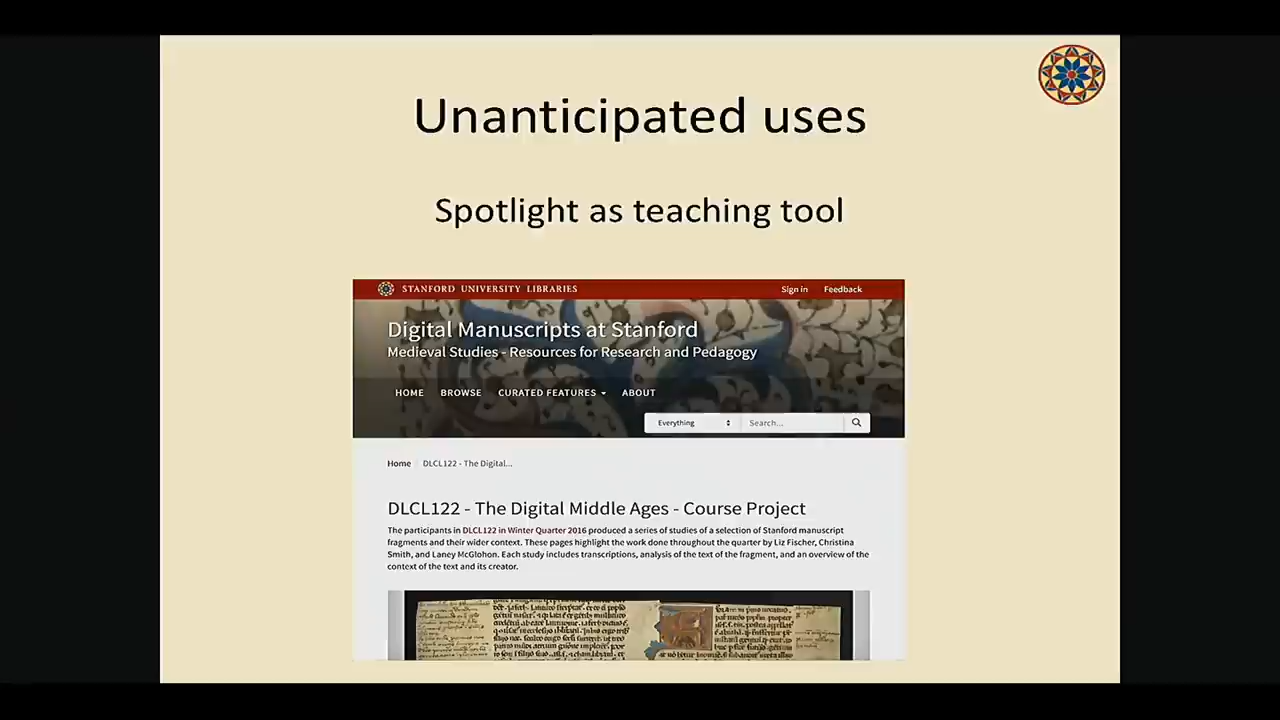 Unanticipated uses
Spotlight as teaching tool
STANFORD UNIVERSITY LIBRARIES
Sign in
Feedback
Digital Manuscripts at Stanford
Medieval Studies - Resources for Research and Pedagogy
HOME BROWSE CURATED FEATURES ABOUT
Everything
Search...
Home DLCL122 - The Digital...
DLCL122 - The Digital Middle Ages - Course Project
The participants in DLCL122 in Winter Quarter 2016 produced a series of studies of a selection of Stanford manuscript
fragments and their wider context. These pages highlight the work done throughout the quarter by Liz Fischer, Christina
Smith, and Laney McGlohon. Each study includes transcriptions, analysis of the text of the fragment, and an overview of the
context of the text and its creator.